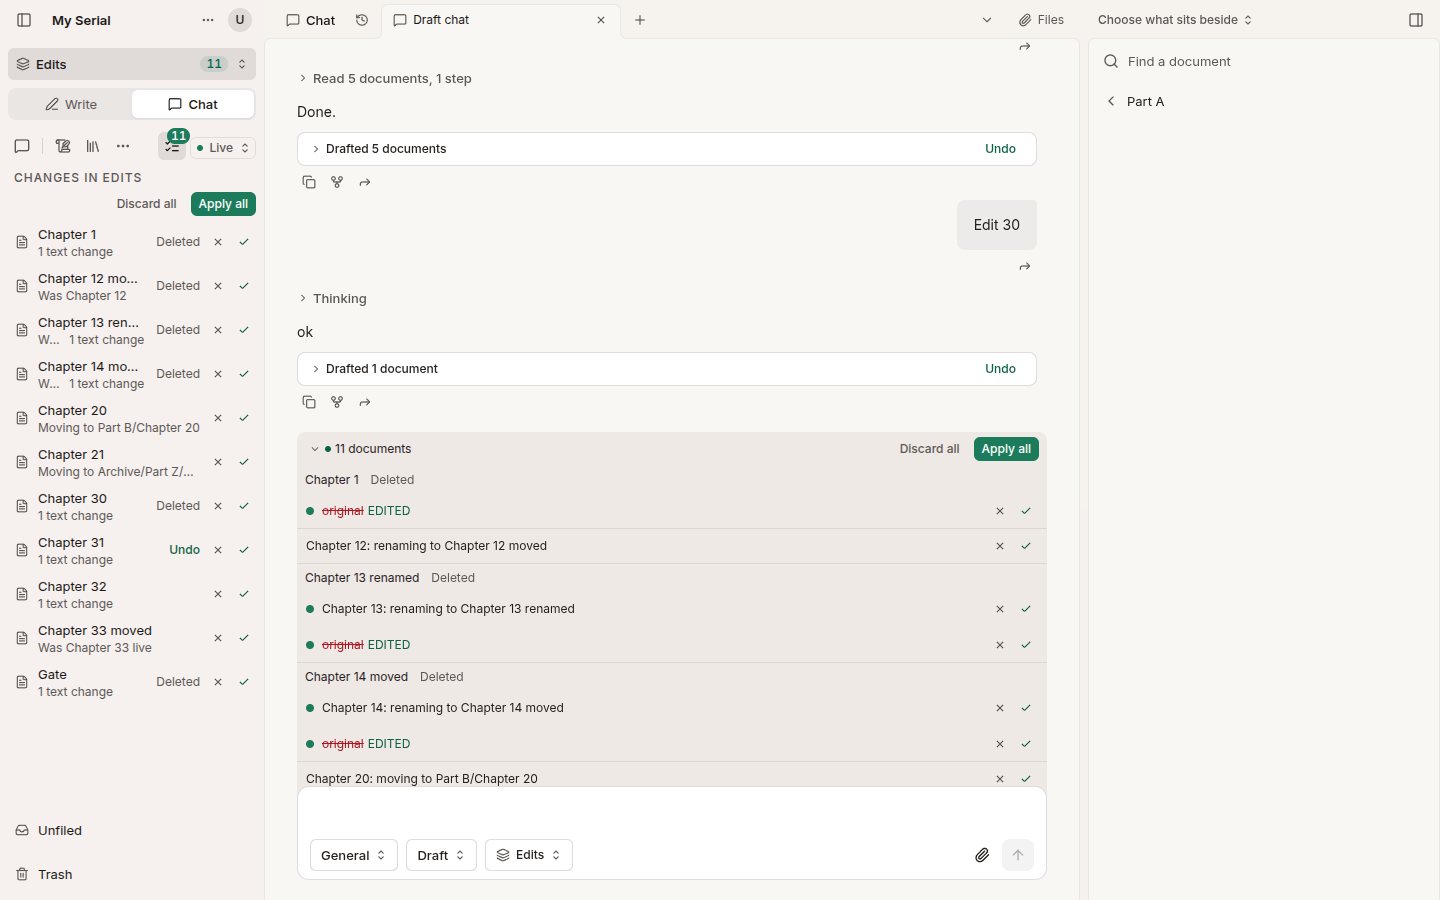 My Serial
U
Edits
11
Write
Chat
11
Live
CHANGES IN EDITS
Discard all
Apply all
Chapter 1
1 text change
Deleted
Chapter 12 mo...
Was Chapter 12
Deleted
Chapter 13 ren...
W... 1 text change
Deleted
Chapter 14 mo...
W... 1 text change
Deleted
Chapter 20
Moving to Part B/Chapter 20
Chapter 21
Moving to Archive/Part Z/...
Chapter 30
1 text change
Deleted
Chapter 31
1 text change
Undo
Chapter 32
1 text change
Chapter 33 moved
Was Chapter 33 live
Gate
1 text change
Deleted
Unfiled
Trash
Chat
Draft chat
Files
Read 5 documents, 1 step
Done.
Drafted 5 documents
Undo
Edit 30
Thinking
ok
Drafted 1 document
Undo
11 documents
Discard all
Apply all
Chapter 1 Deleted
original EDITED
Chapter 12: renaming to Chapter 12 moved
Chapter 13 renamed Deleted
Chapter 13: renaming to Chapter 13 renamed
original EDITED
Chapter 14 moved Deleted
Chapter 14: renaming to Chapter 14 moved
original EDITED
Chapter 20: moving to Part B/Chapter 20
General
Draft
Edits
Choose what sits beside
Find a document
Part A